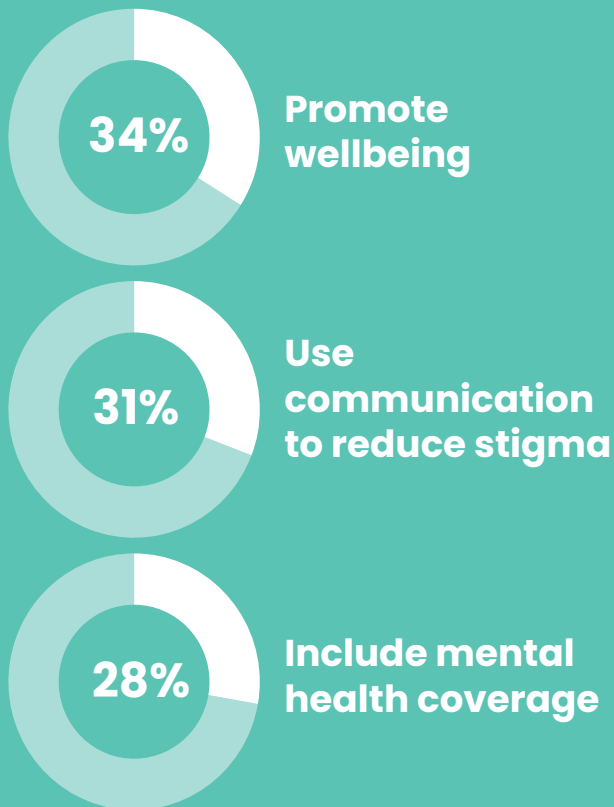 34%
Promote
wellbeing
31%
Use
communication
to reduce stigma
28%
Include mental
health coverage